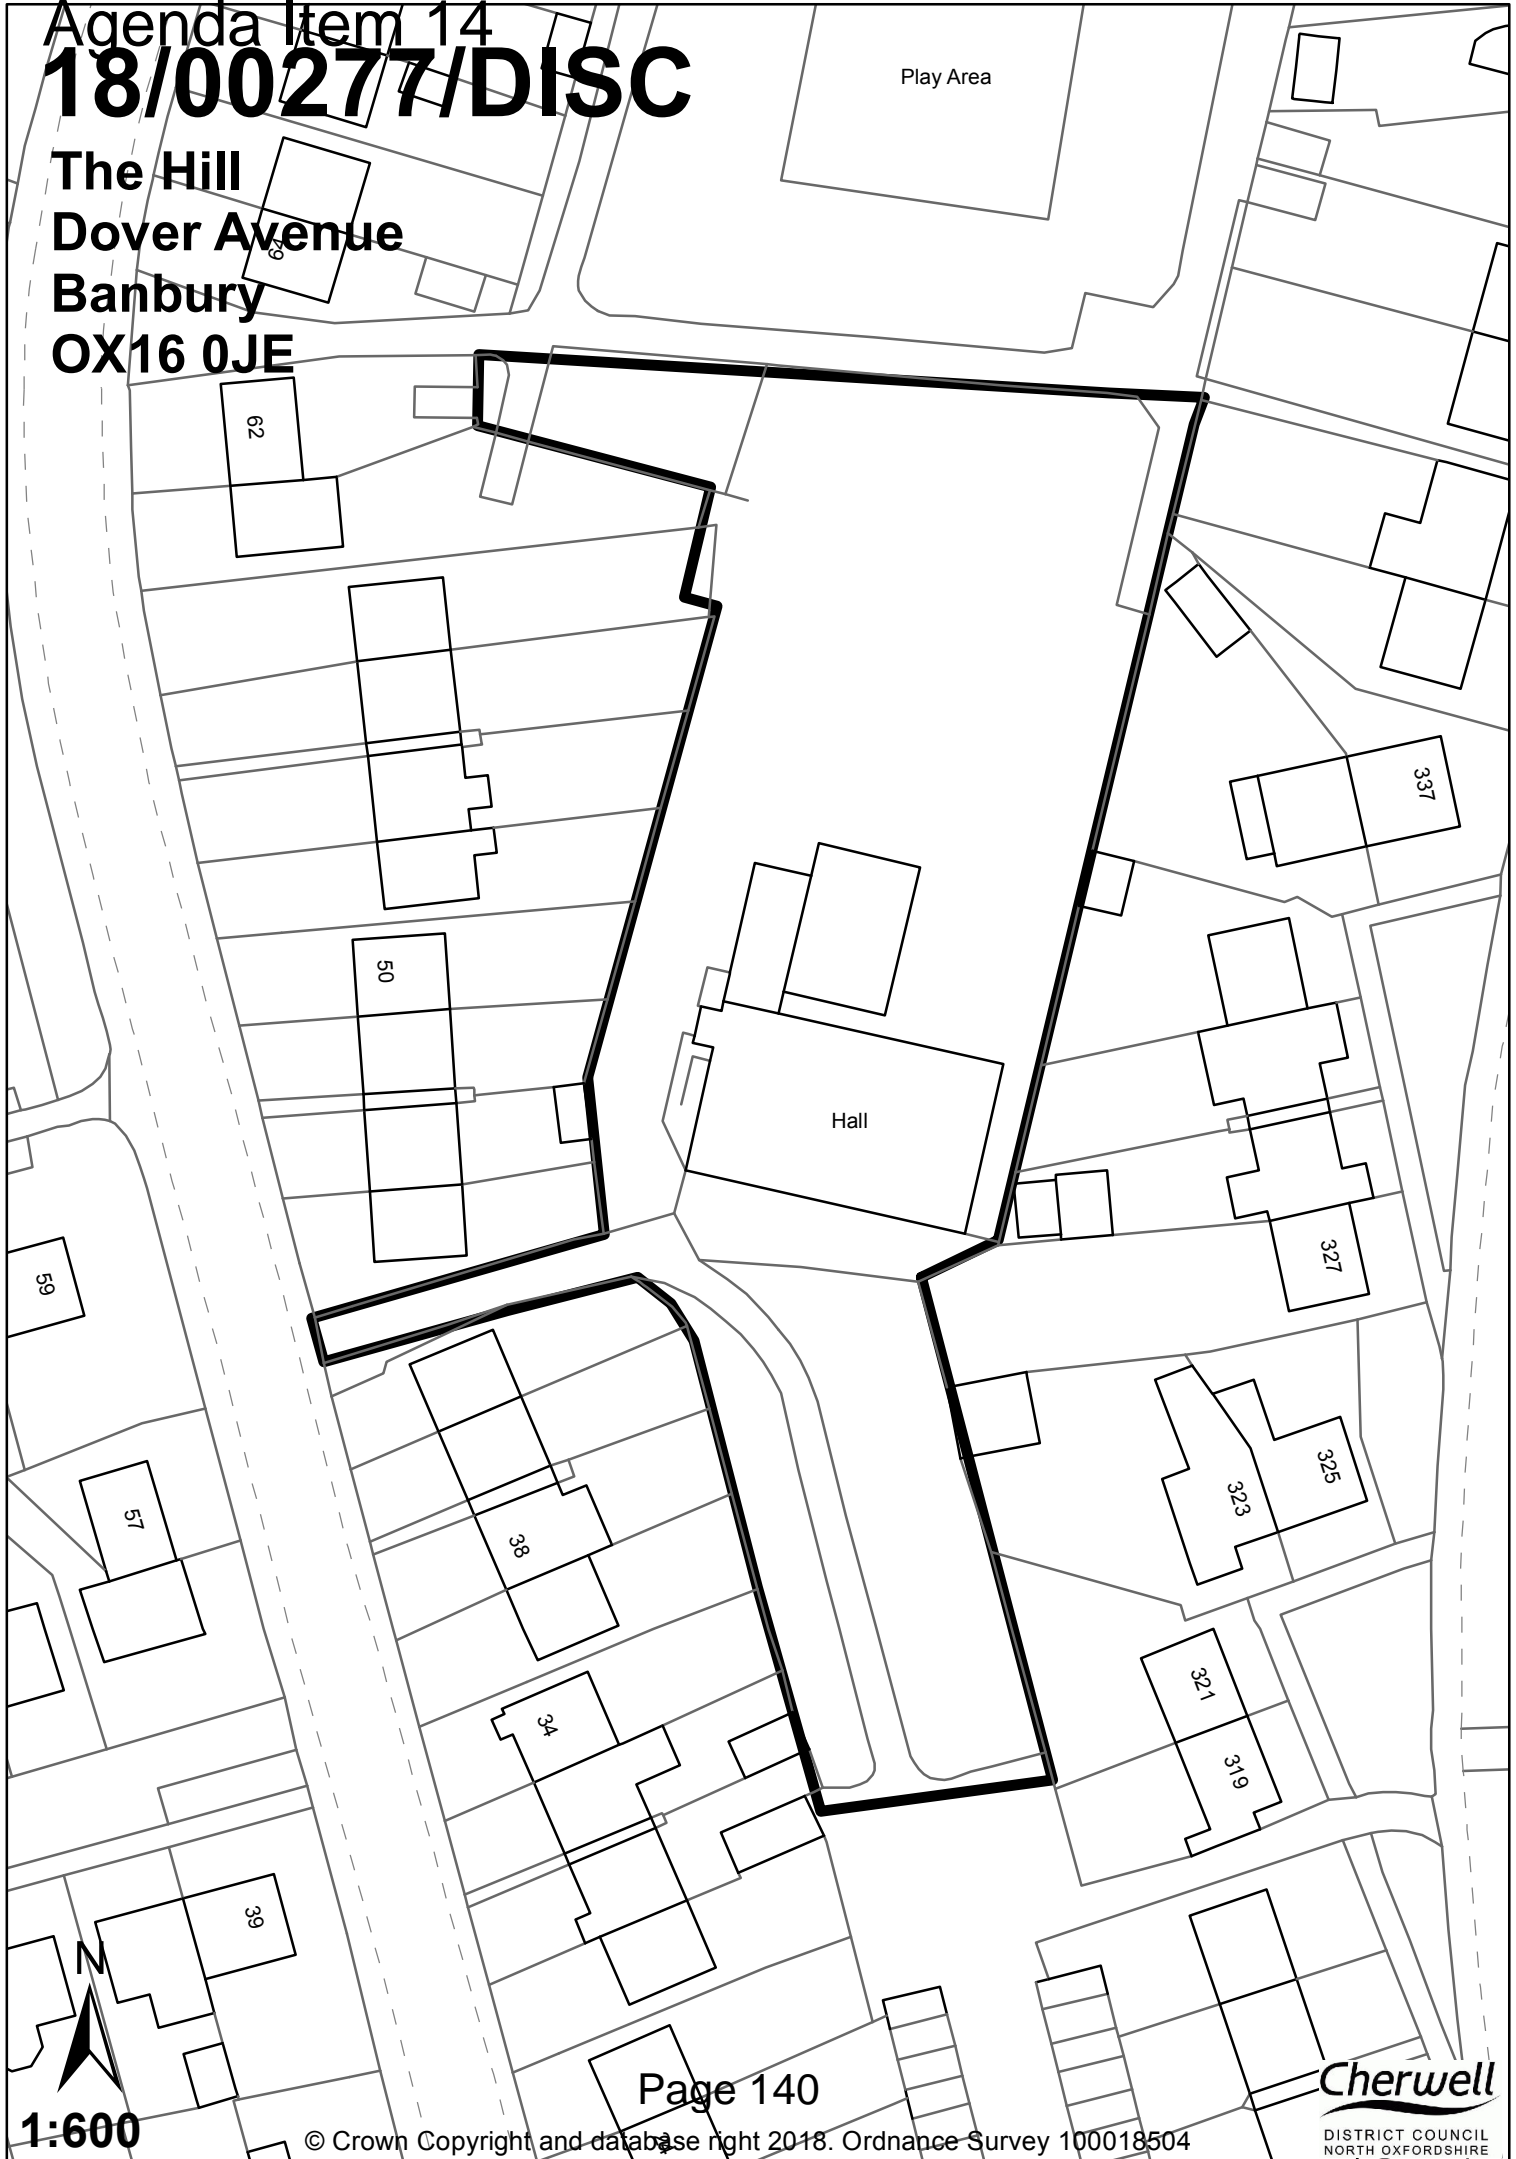 Agenda Item 14
18/00277/DISC
The Hill
Dover Avenue
Banbury
OX16 0JE
Play Area
64
62
337
50
Hall
327
59
325
323
57
38
321
34
319
39
N
Page 140
1:600
© Crown Copyright and database right 2018. Ordnance Survey 100018504
Cherwell
DISTRICT COUNCIL
NORTH OXFORDSHIRE